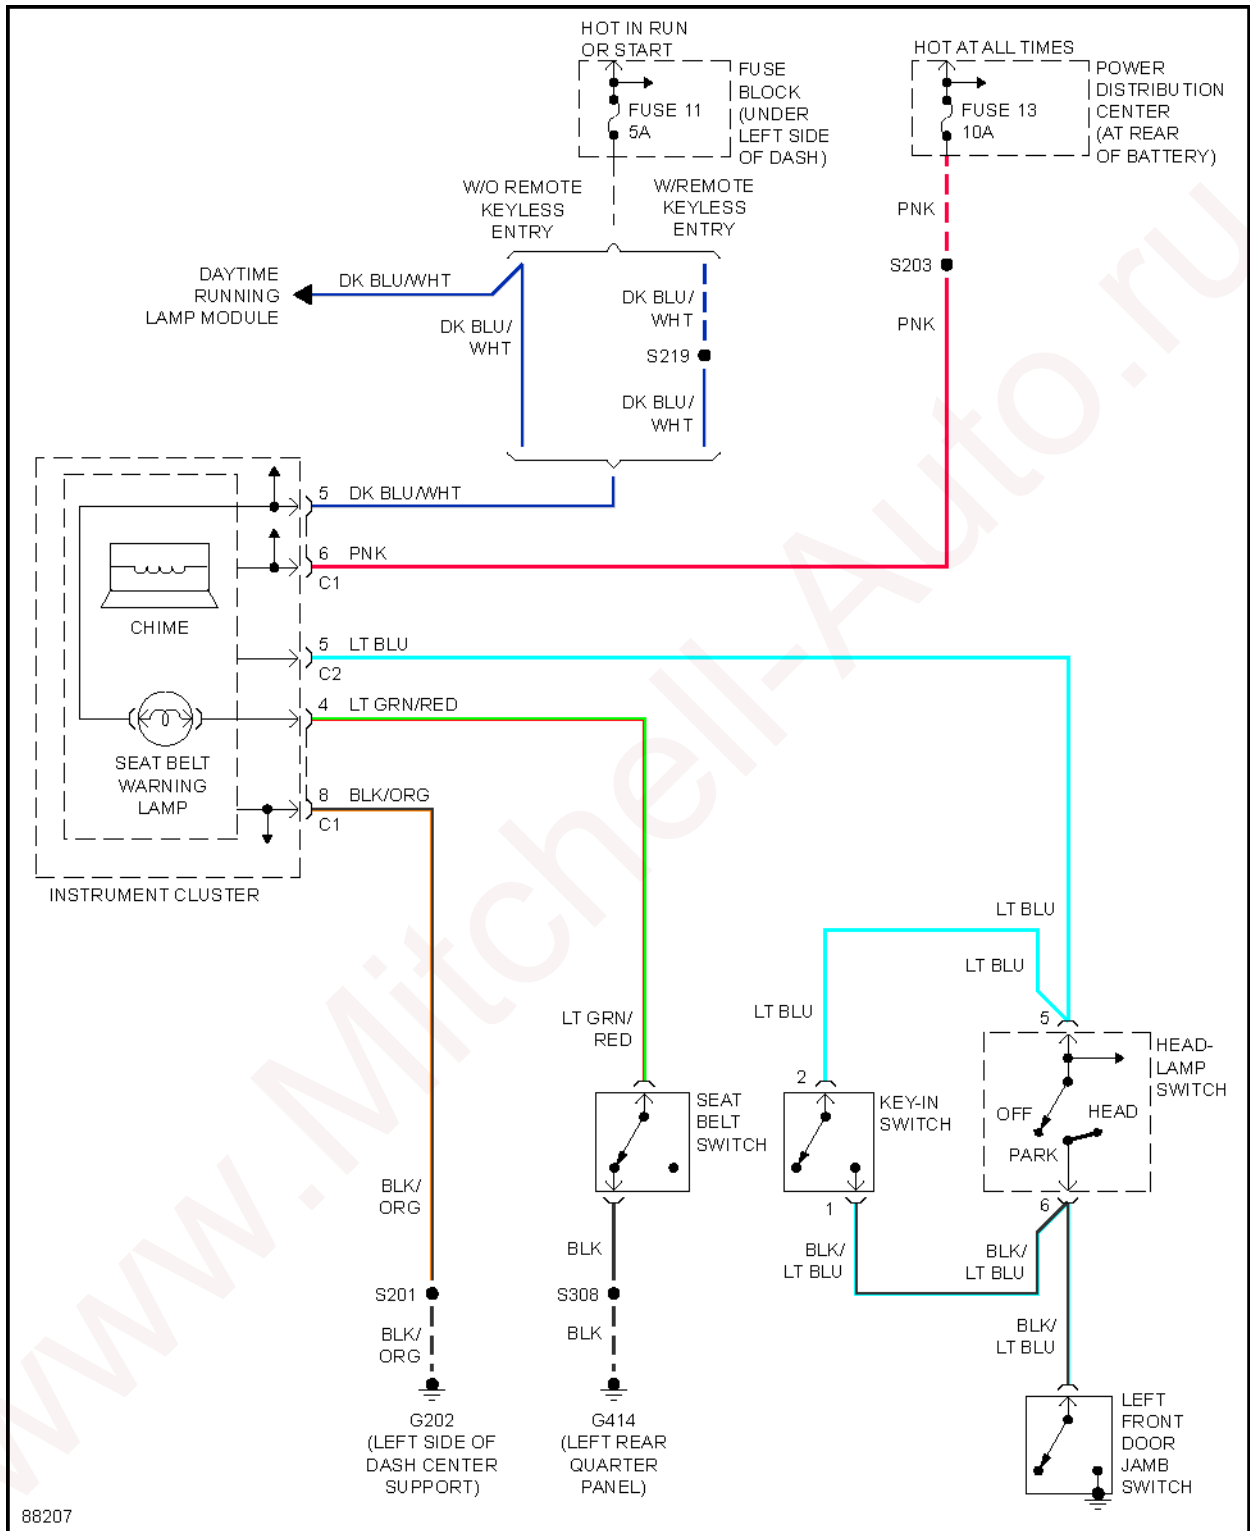 HOT IN RUN
OR START
HOT AT ALL TIMES
FUSE
BLOCK
(UNDER
LEFT SIDE
OF DASH)
FUSE 11
5A
POWER
DISTRIBUTION
CENTER
(AT REAR
OF BATTERY)
FUSE 13
10A
W/O REMOTE
KEYLESS
ENTRY
W/REMOTE
KEYLESS
ENTRY
PNK
S203
PNK
DAYTIME
RUNNING
LAMP MODULE
DK BLU/WHT
DK BLU/
WHT
DK BLU/
WHT
S219
DK BLU/
WHT
5 DK BLU/WHT
6 PNK
C1
CHIME
5 LT BLU
C2
4 LT GRN/RED
SEAT BELT
WARNING
LAMP
8 BLK/ORG
C1
INSTRUMENT CLUSTER
LT BLU
LT BLU
LT BLU
LT GRN/
RED
5
HEAD-
LAMP
SWITCH
OFF
HEAD
PARK
6
2
KEY-IN
SWITCH
1
SEAT
BELT
SWITCH
BLK/
ORG
BLK
BLK/
LT BLU
BLK/
LT BLU
S201
S308
BLK/
ORG
BLK
BLK/
LT BLU
G202
(LEFT SIDE OF
DASH CENTER
SUPPORT)
G414
(LEFT REAR
QUARTER
PANEL)
LEFT
FRONT
DOOR
JAMB
SWITCH
88207
www.Mitchell-Auto.ru